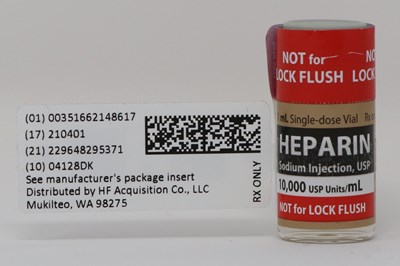 (01) 00351662148617
(17) 210401
(21) 229648295371
(10) 04128DK
See manufacturer's package insert
Distributed by HF Acquisition Co., LLC
Mukilteo, WA 98275
RX ONLY
NOT for
LOCK FLUSH
NOT
LOCK
mL Single-dose Vial Rx
HEPARIN
Sodium Injection, USP
10,000 USP Units/mL
NOT for LOCK FLUSH